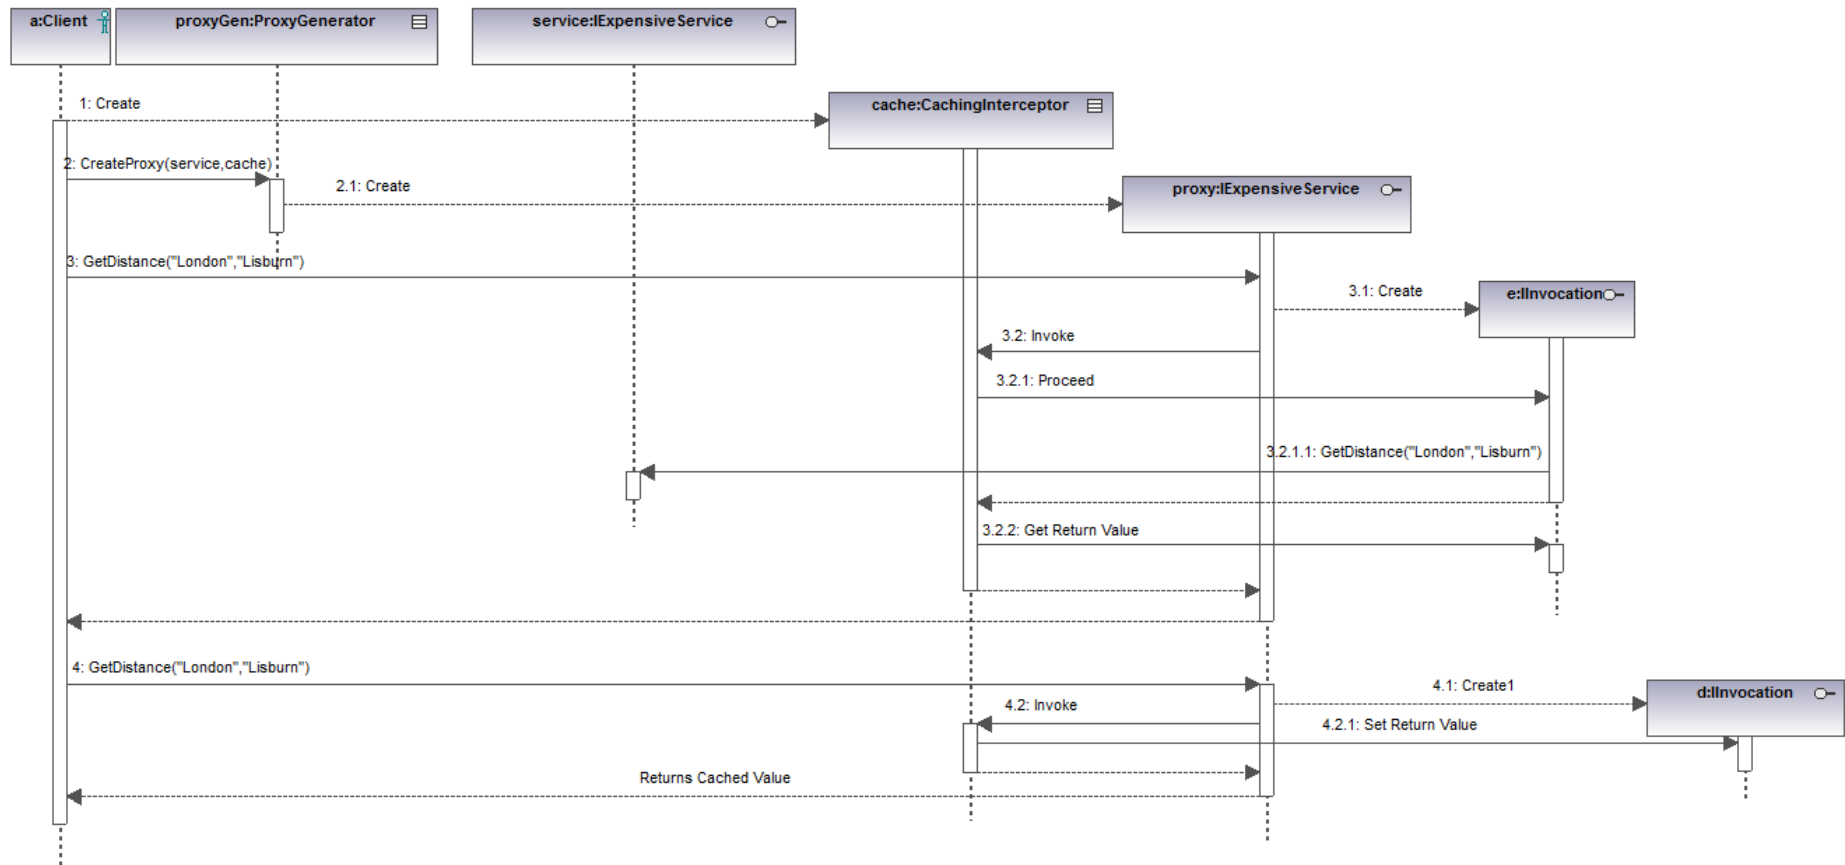 a:Client
proxyGen:ProxyGenerator
service:IExpensiveService
1: Create
cache:CachingInterceptor
2: CreateProxy(service,cache)
2.1: Create
proxy:IExpensiveService
3: GetDistance("London","Lisburn")
3.1: Create
e:IInvocation
3.2: Invoke
3.2.1: Proceed
3.2.1.1: GetDistance("London","Lisburn")
3.2.2: Get Return Value
4: GetDistance("London","Lisburn")
4.1: Create1
d:IInvocation
4.2: Invoke
4.2.1: Set Return Value
Returns Cached Value